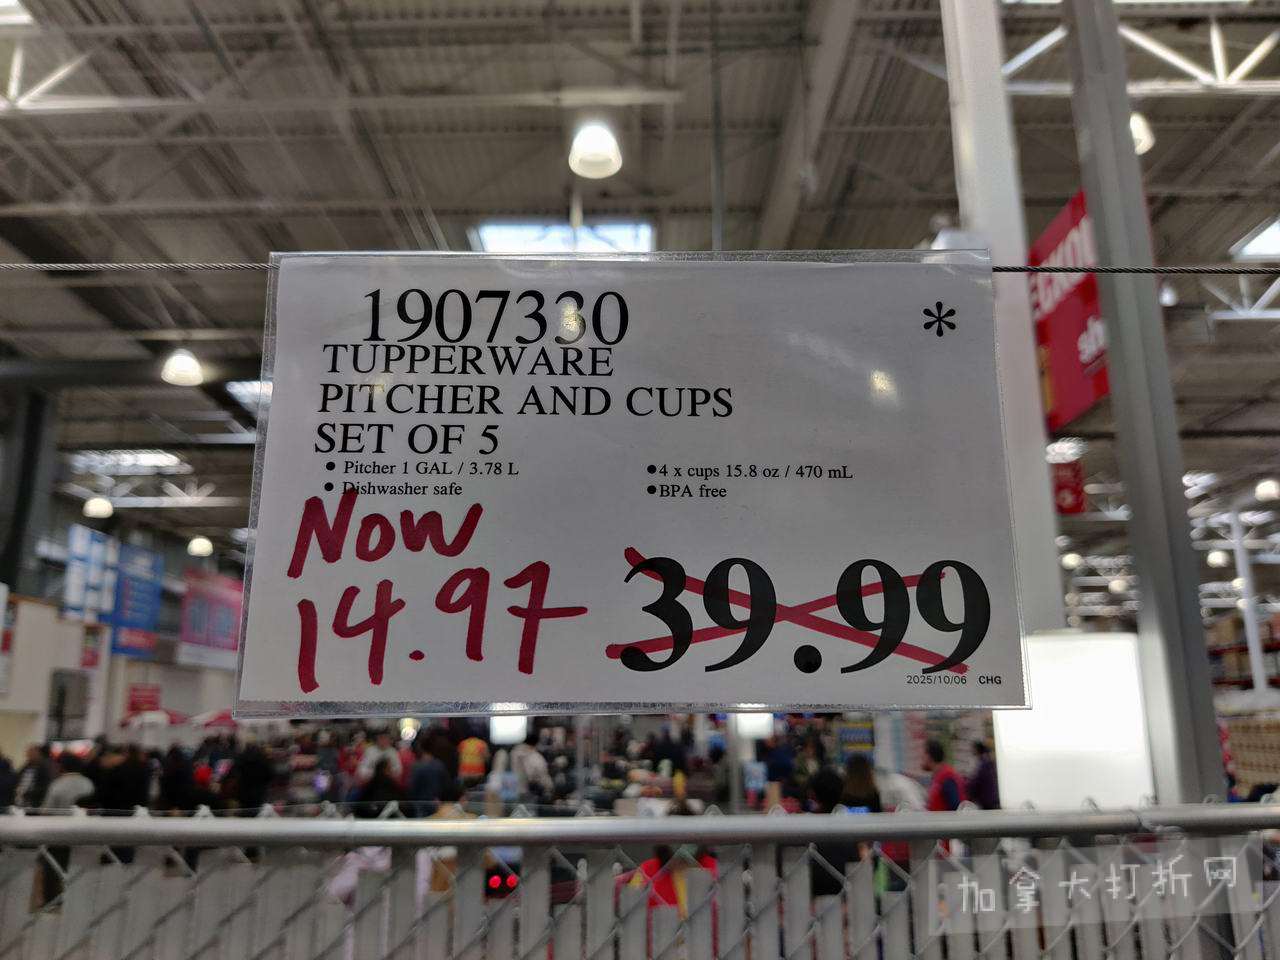 1907330
*
TUPPERWARE
PITCHER AND CUPS
SET OF 5
• Pitcher 1 GAL / 3.78 L
• 4 x cups 15.8 oz / 470 mL
• Dishwasher safe
• BPA free
Now
14.97
39.99
2025/10/06 CHG
加拿大打折网